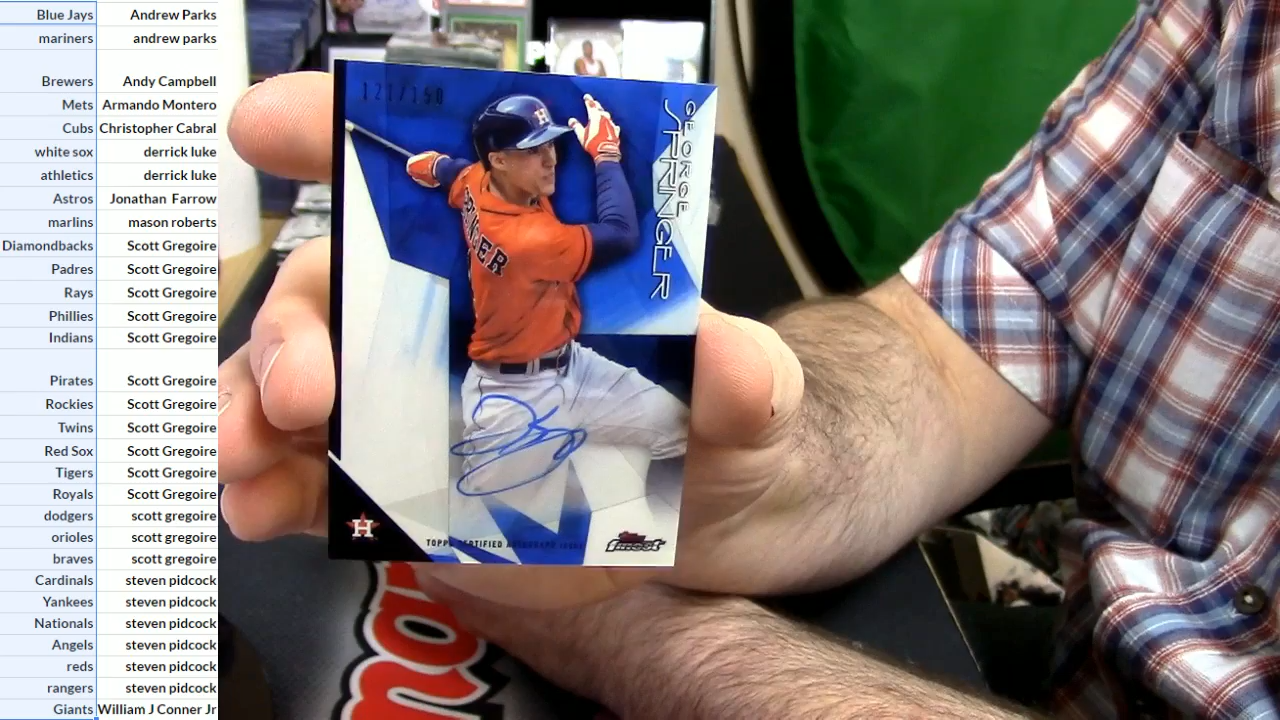 Blue Jays Andrew Parks
mariners andrew parks
Brewers Andy Campbell
Mets Armando Montero
Cubs Christopher Cabral
white sox derrick luke
athletics derrick luke
Astros Jonathan Farrow
marlins mason roberts
Diamondbacks Scott Gregoire
Padres Scott Gregoire
Rays Scott Gregoire
Phillies Scott Gregoire
Indians Scott Gregoire
Pirates Scott Gregoire
Rockies Scott Gregoire
Twins Scott Gregoire
Red Sox Scott Gregoire
Tigers Scott Gregoire
Royals Scott Gregoire
dodgers scott gregoire
orioles scott gregoire
braves scott gregoire
Cardinals steven pidcock
Yankees steven pidcock
Nationals steven pidcock
Angels steven pidcock
reds steven pidcock
rangers steven pidcock
Giants William J Conner Jr
GEORGE
SPRINGER
H
SPRINGER
H
TOPPS CERTIFIED AUTOGRAPH ISSUE
Topps
finest